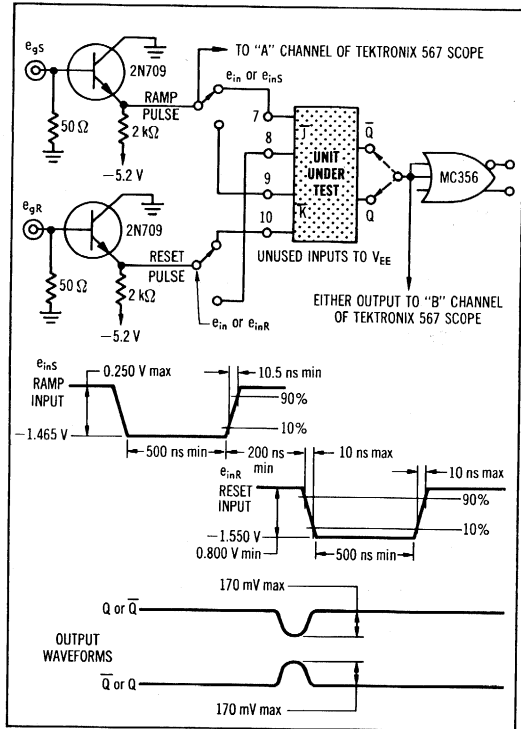 egS
2N709
TO "A" CHANNEL OF TEKTRONIX 567 SCOPE
ein or einS
RAMP
PULSE
50 Ω
2 kΩ
−5.2 V
7
8
9
10
J̅
K̅
UNIT
UNDER
TEST
Q̅
Q
MC356
UNUSED INPUTS TO VEE
egR
2N709
RESET
PULSE
50 Ω
2 kΩ
−5.2 V
ein or einR
EITHER OUTPUT TO "B" CHANNEL
OF TEKTRONIX 567 SCOPE
einS
RAMP
INPUT
0.250 V max
10.5 ns min
90%
10%
−1.465 V
500 ns min
200 ns
min
10 ns max
10 ns max
einR
RESET
INPUT
90%
10%
−1.550 V
0.800 V min
500 ns min
170 mV max
Q or Q̅
OUTPUT
WAVEFORMS
Q̅ or Q
170 mV max